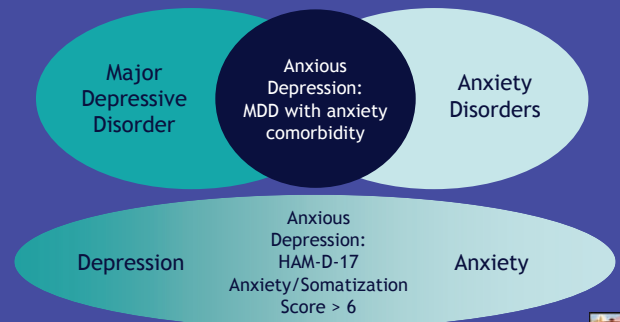 Major
Depressive
Disorder
Anxious
Depression:
MDD with anxiety
comorbidity
Anxiety
Disorders
Depression
Anxious
Depression:
HAM-D-17
Anxiety/Somatization
Score > 6
Anxiety